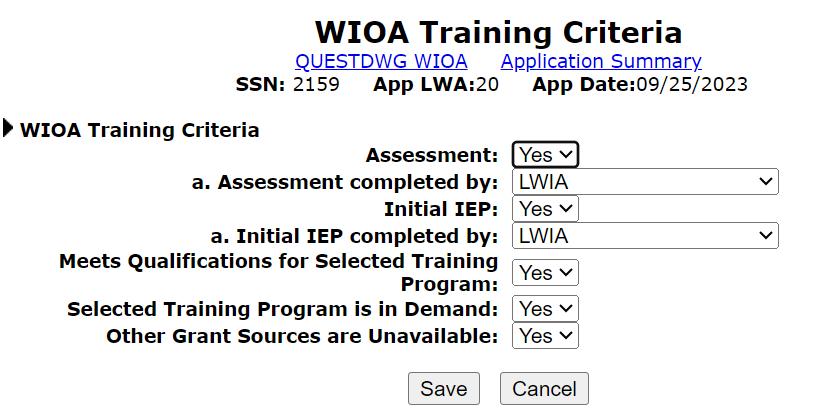 WIOA Training Criteria
QUESTDWG WIOA Application Summary
SSN: 2159 App LWA:20 App Date:09/25/2023
WIOA Training Criteria
Assessment: Yes
a. Assessment completed by: LWIA
Initial IEP: Yes
a. Initial IEP completed by: LWIA
Meets Qualifications for Selected Training
Program: Yes
Selected Training Program is in Demand: Yes
Other Grant Sources are Unavailable: Yes
Save Cancel